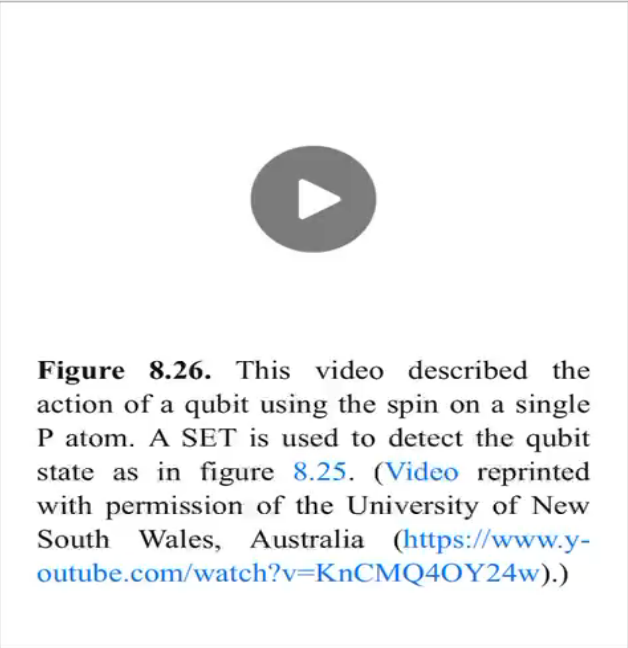 Figure 8.26. This video described the
action of a qubit using the spin on a single
P atom. A SET is used to detect the qubit
state as in figure 8.25. (Video reprinted
with permission of the University of New
South Wales, Australia (https://www.y-
outube.com/watch?v=KnCMQ4OY24w).)